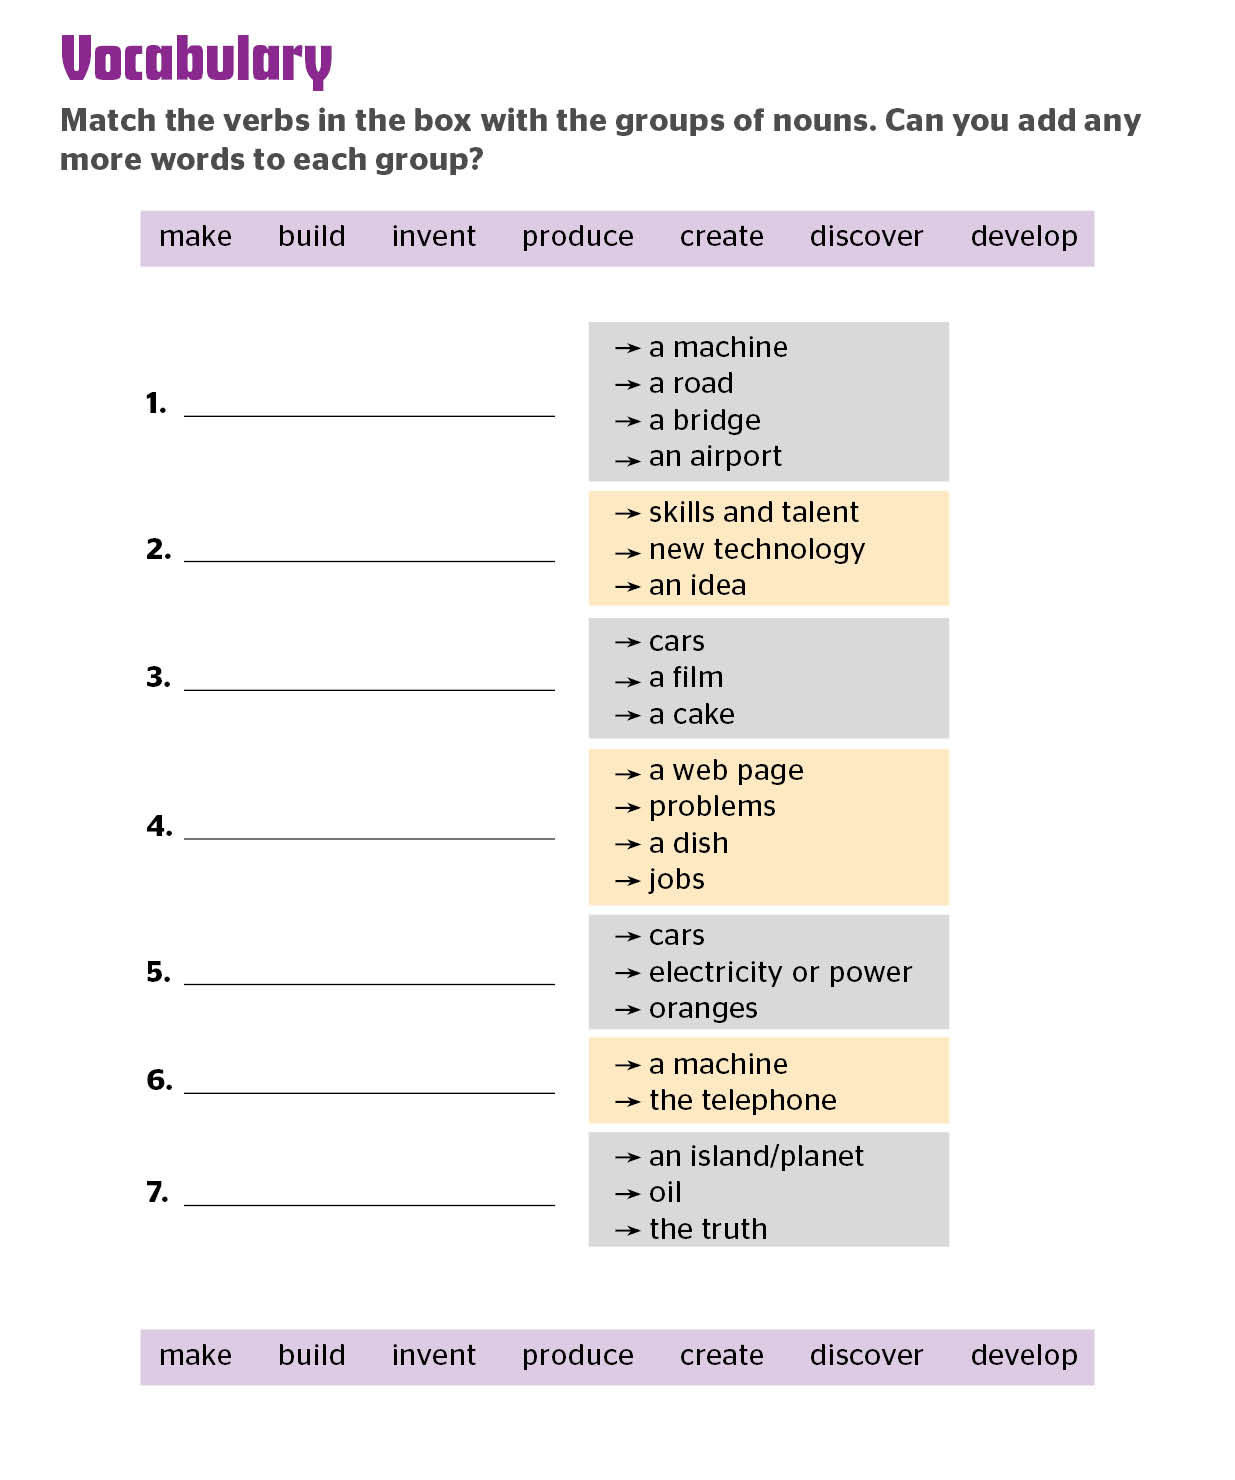 Vocabulary
Match the verbs in the box with the groups of nouns. Can you add any
more words to each group?
make build invent produce create discover develop
1. ____________________
→ a machine
→ a road
→ a bridge
→ an airport
2. ____________________
→ skills and talent
→ new technology
→ an idea
3. ____________________
→ cars
→ a film
→ a cake
4. ____________________
→ a web page
→ problems
→ a dish
→ jobs
5. ____________________
→ cars
→ electricity or power
→ oranges
6. ____________________
→ a machine
→ the telephone
7. ____________________
→ an island/planet
→ oil
→ the truth
make build invent produce create discover develop